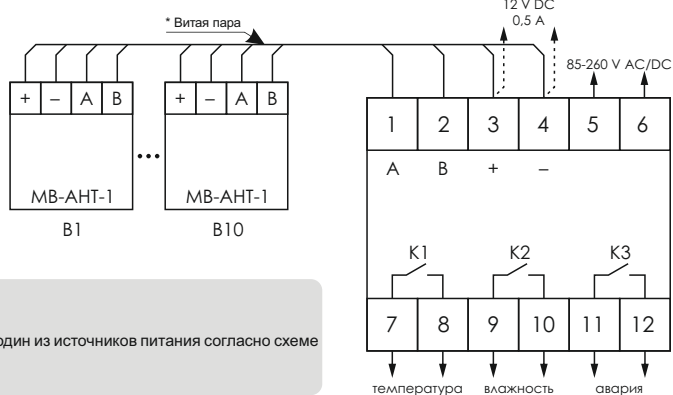 12 V DC
0,5 A
* Витая пара
85-260 V AC/DC
+ – A B
+ – A B
1 2 3 4 5 6
A B + –
•••
MB-AHT-1
MB-AHT-1
B1
B10
K1 K2 K3
один из источников питания согласно схеме
7 8 9 10 11 12
температура влажность авария